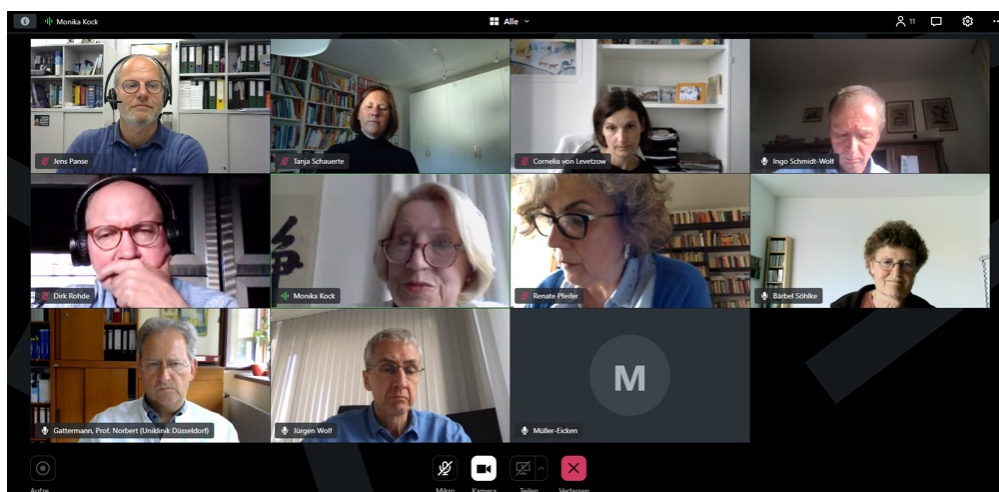 Monika Kock
Alle
11
Jens Panse
Tanja Schauerte
Cornelia von Levetzow
Ingo Schmidt-Wolf
Dirk Rohde
Monika Kock
Renate Pfeifer
Bärbel Söhlke
Gattermann, Prof. Norbert (Uniklinik Düsseldorf)
Jürgen Wolf
M
Müller-Eicken
Aufze
Mikro
Kamera
Teilen
Verlassen